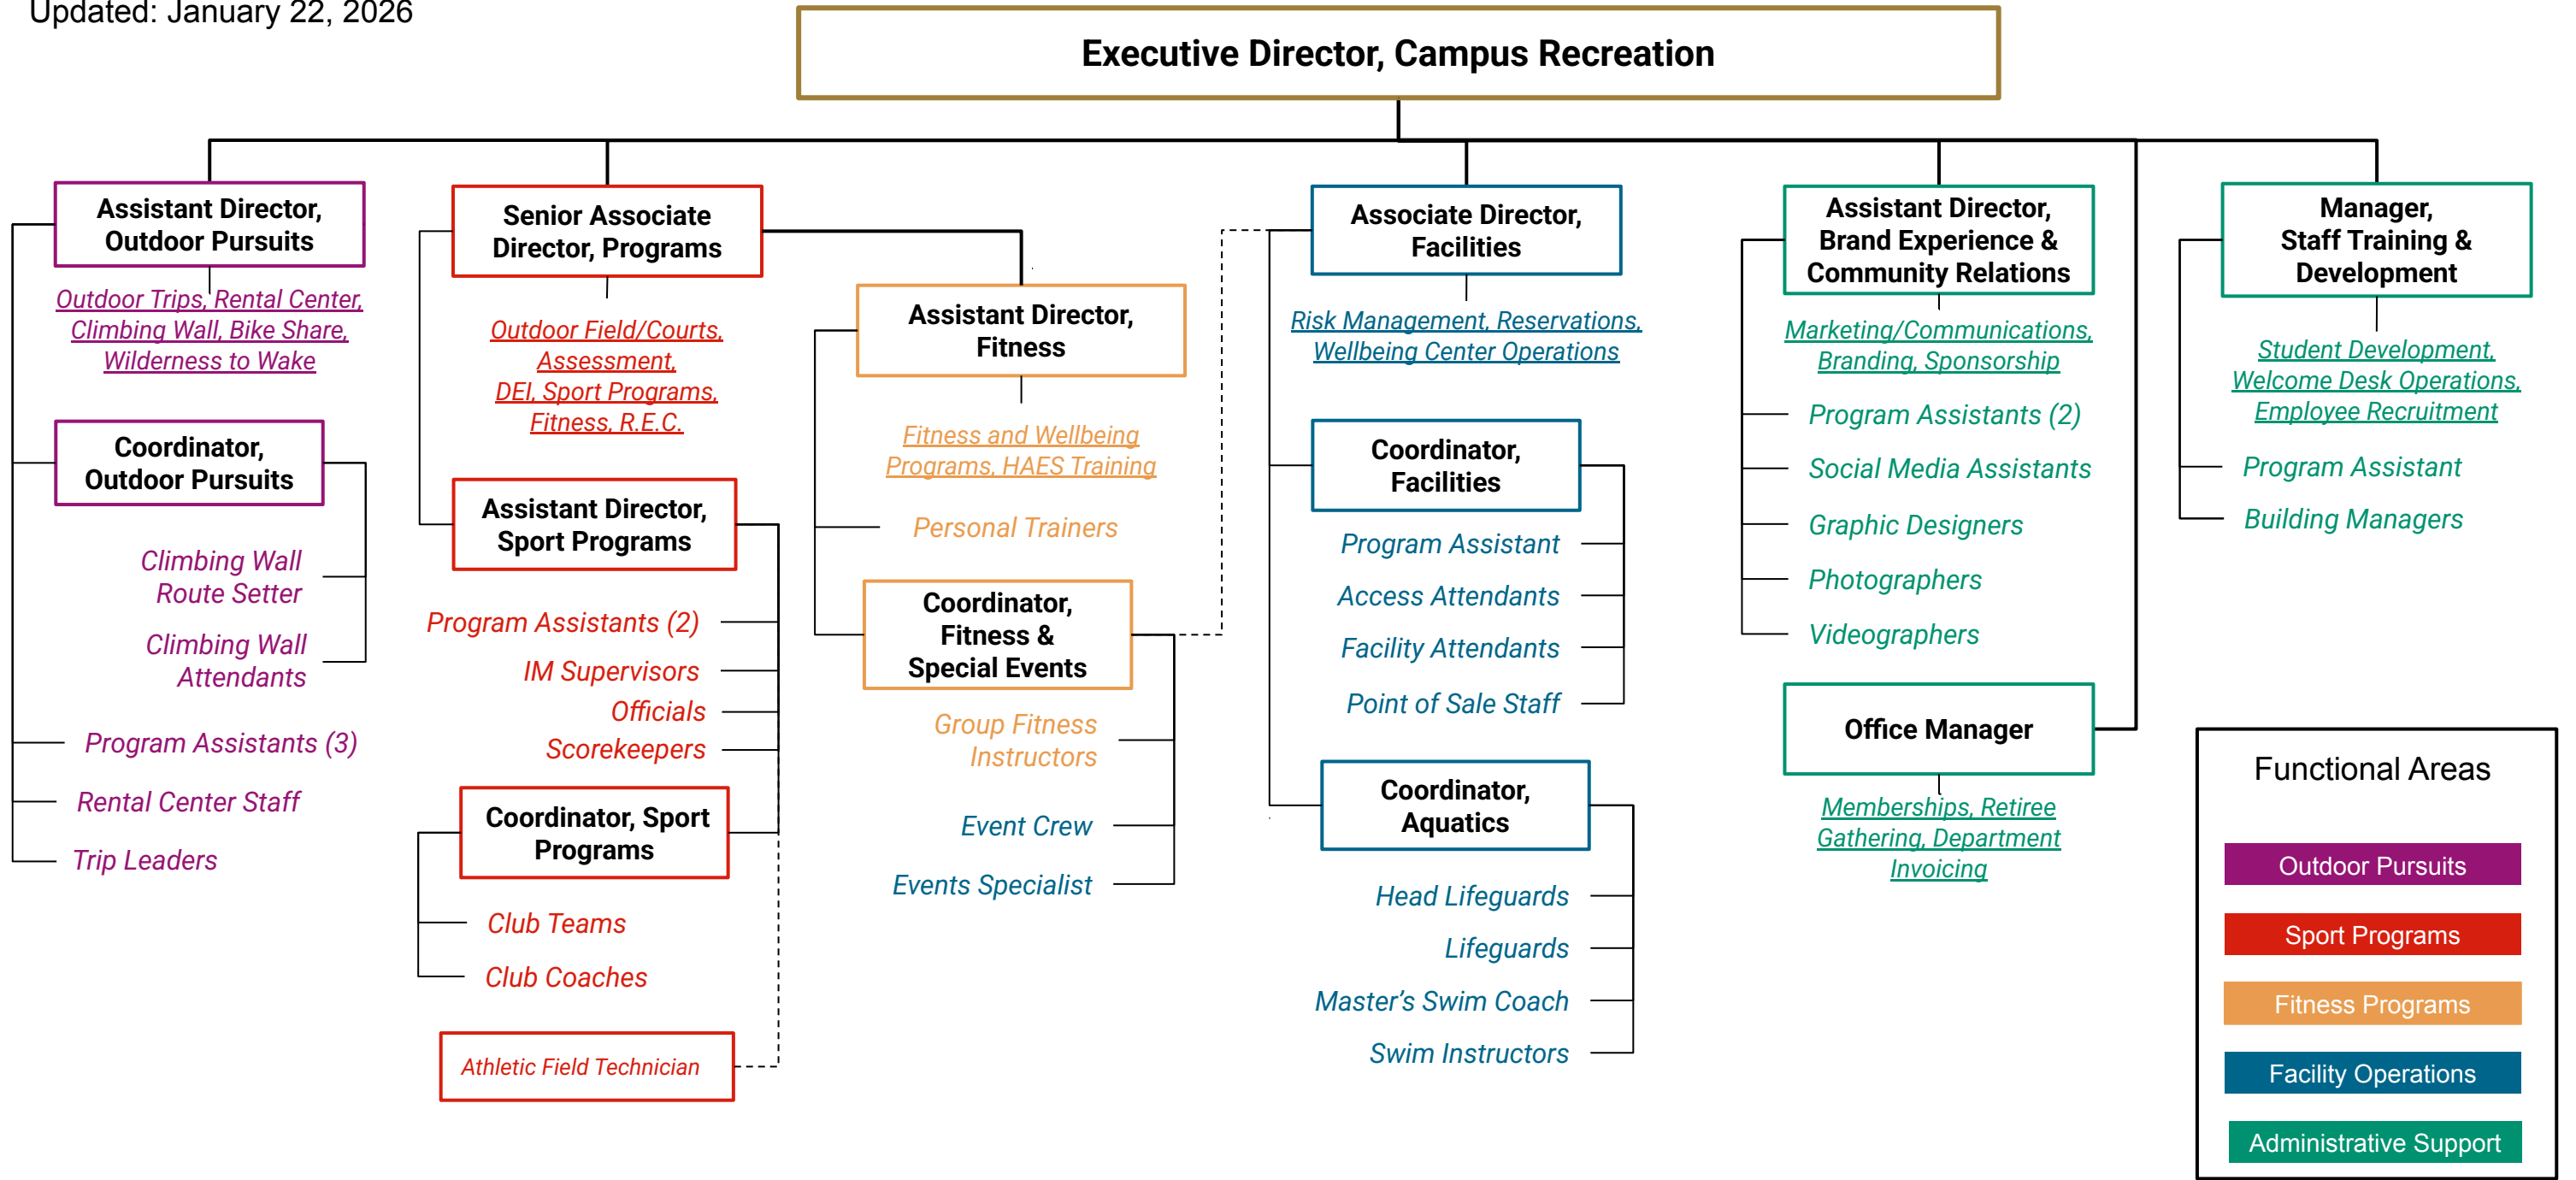 Updated: January 22, 2026
Executive Director, Campus Recreation
Assistant Director,
Outdoor Pursuits
Outdoor Trips, Rental Center,
Climbing Wall, Bike Share,
Wilderness to Wake
Coordinator,
Outdoor Pursuits
Climbing Wall
Route Setter
Climbing Wall
Attendants
Program Assistants (3)
Rental Center Staff
Trip Leaders
Senior Associate
Director, Programs
Outdoor Field/Courts,
Assessment,
DEI, Sport Programs,
Fitness, R.E.C.
Assistant Director,
Sport Programs
Program Assistants (2)
IM Supervisors
Officials
Scorekeepers
Coordinator, Sport
Programs
Club Teams
Club Coaches
Athletic Field Technician
Assistant Director,
Fitness
Fitness and Wellbeing
Programs, HAES Training
Personal Trainers
Coordinator,
Fitness &
Special Events
Group Fitness
Instructors
Event Crew
Events Specialist
Associate Director,
Facilities
Risk Management, Reservations,
Wellbeing Center Operations
Coordinator,
Facilities
Program Assistant
Access Attendants
Facility Attendants
Point of Sale Staff
Coordinator,
Aquatics
Head Lifeguards
Lifeguards
Master’s Swim Coach
Swim Instructors
Assistant Director,
Brand Experience &
Community Relations
Marketing/Communications,
Branding, Sponsorship
Program Assistants (2)
Social Media Assistants
Graphic Designers
Photographers
Videographers
Office Manager
Memberships, Retiree
Gathering, Department
Invoicing
Manager,
Staff Training &
Development
Student Development,
Welcome Desk Operations,
Employee Recruitment
Program Assistant
Building Managers
Functional Areas
Outdoor Pursuits
Sport Programs
Fitness Programs
Facility Operations
Administrative Support